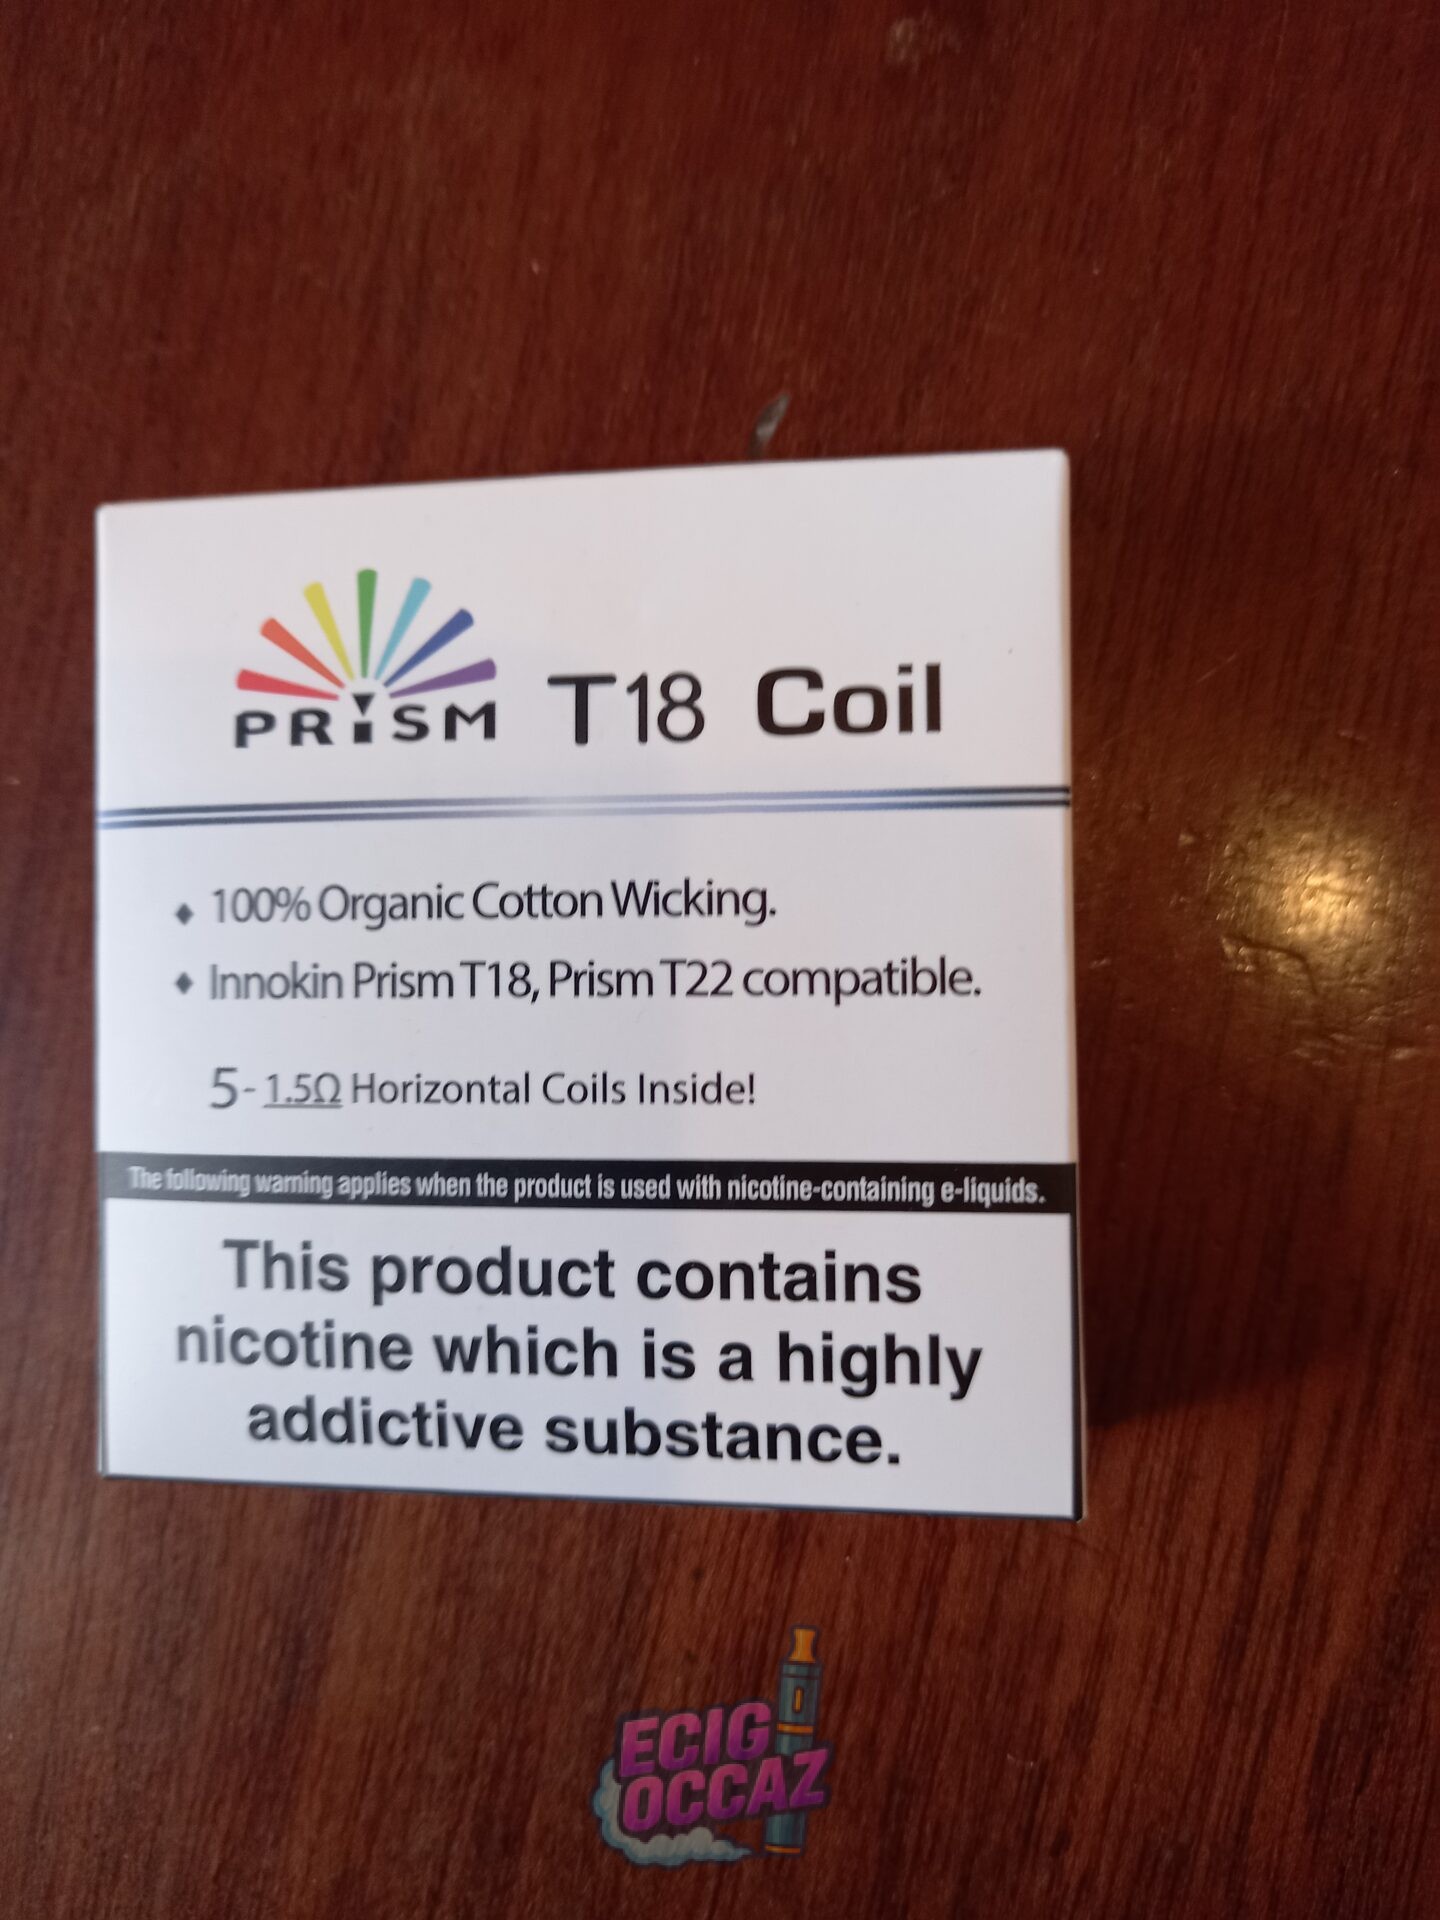 PRISM T18 Coil
100% Organic Cotton Wicking.
Innokin Prism T18, Prism T22 compatible.
5- 1.5Ω Horizontal Coils Inside!
The following warning applies when the product is used with nicotine-containing e-liquids.
This product contains
nicotine which is a highly
addictive substance.
ECIG
OCCAZ